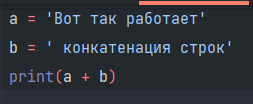 a = 'Вот так работает'
b = ' конкатенация строк'
print(a + b)